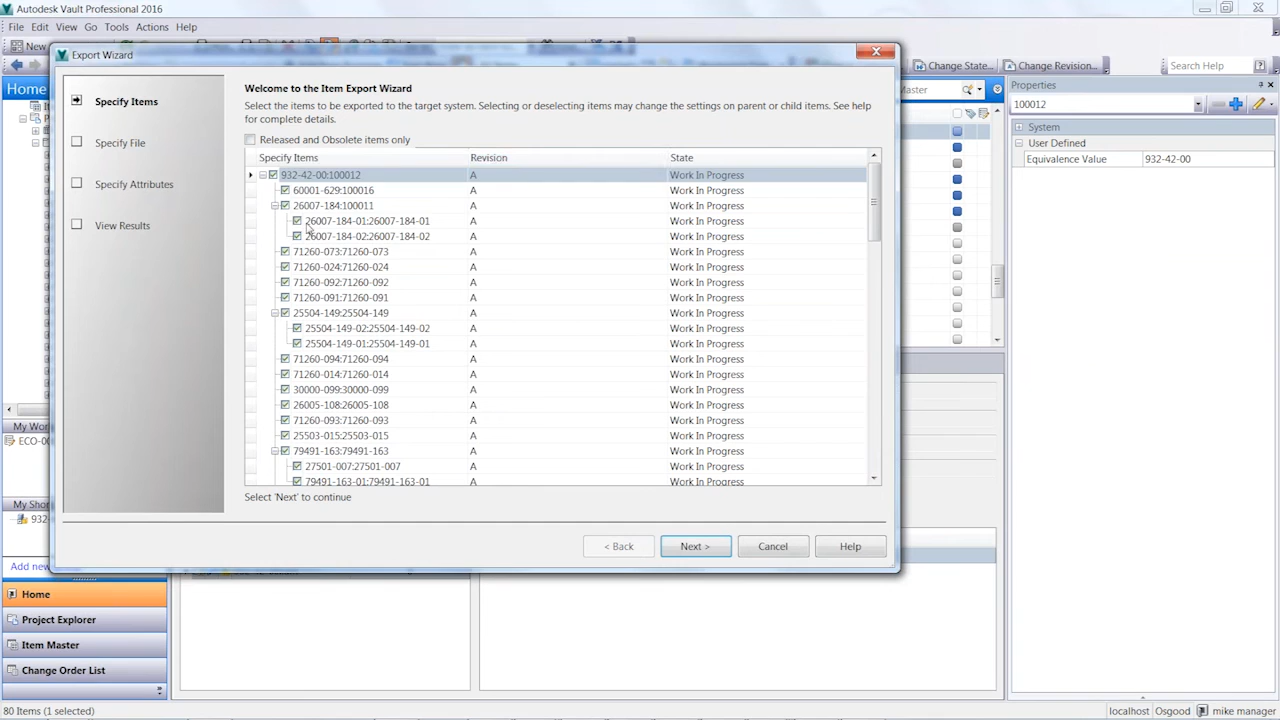 Autodesk Vault Professional 2016
File Edit View Go Tools Actions Help
New
Change State... Change Revision... Search Help
Export Wizard
Home
Master
Properties
100012
System
User Defined
Equivalence Value 932-42-00
Specify Items
Specify File
Specify Attributes
View Results
Welcome to the Item Export Wizard
Select the items to be exported to the target system. Selecting or deselecting items may change the settings on parent or child items. See help
for complete details.
Released and Obsolete items only
Specify Items Revision State
932-42-00:100012 A Work In Progress
60001-629:100016 A Work In Progress
26007-184:100011 A Work In Progress
26007-184-01:26007-184-01 A Work In Progress
26007-184-02:26007-184-02 A Work In Progress
71260-073:71260-073 A Work In Progress
71260-024:71260-024 A Work In Progress
71260-092:71260-092 A Work In Progress
71260-091:71260-091 A Work In Progress
25504-149:25504-149 A Work In Progress
25504-149-02:25504-149-02 A Work In Progress
25504-149-01:25504-149-01 A Work In Progress
71260-094:71260-094 A Work In Progress
71260-014:71260-014 A Work In Progress
30000-099:30000-099 A Work In Progress
26005-108:26005-108 A Work In Progress
71260-093:71260-093 A Work In Progress
25503-015:25503-015 A Work In Progress
79491-163:79491-163 A Work In Progress
27501-007:27501-007 A Work In Progress
79491-163-01:79491-163-01 A Work In Progress
Select 'Next' to continue
< Back Next > Cancel Help
My Wo
ECO-00
My Sho
932-
Add new
Home
Project Explorer
Item Master
Change Order List
80 Items (1 selected)
localhost Osgood mike manager